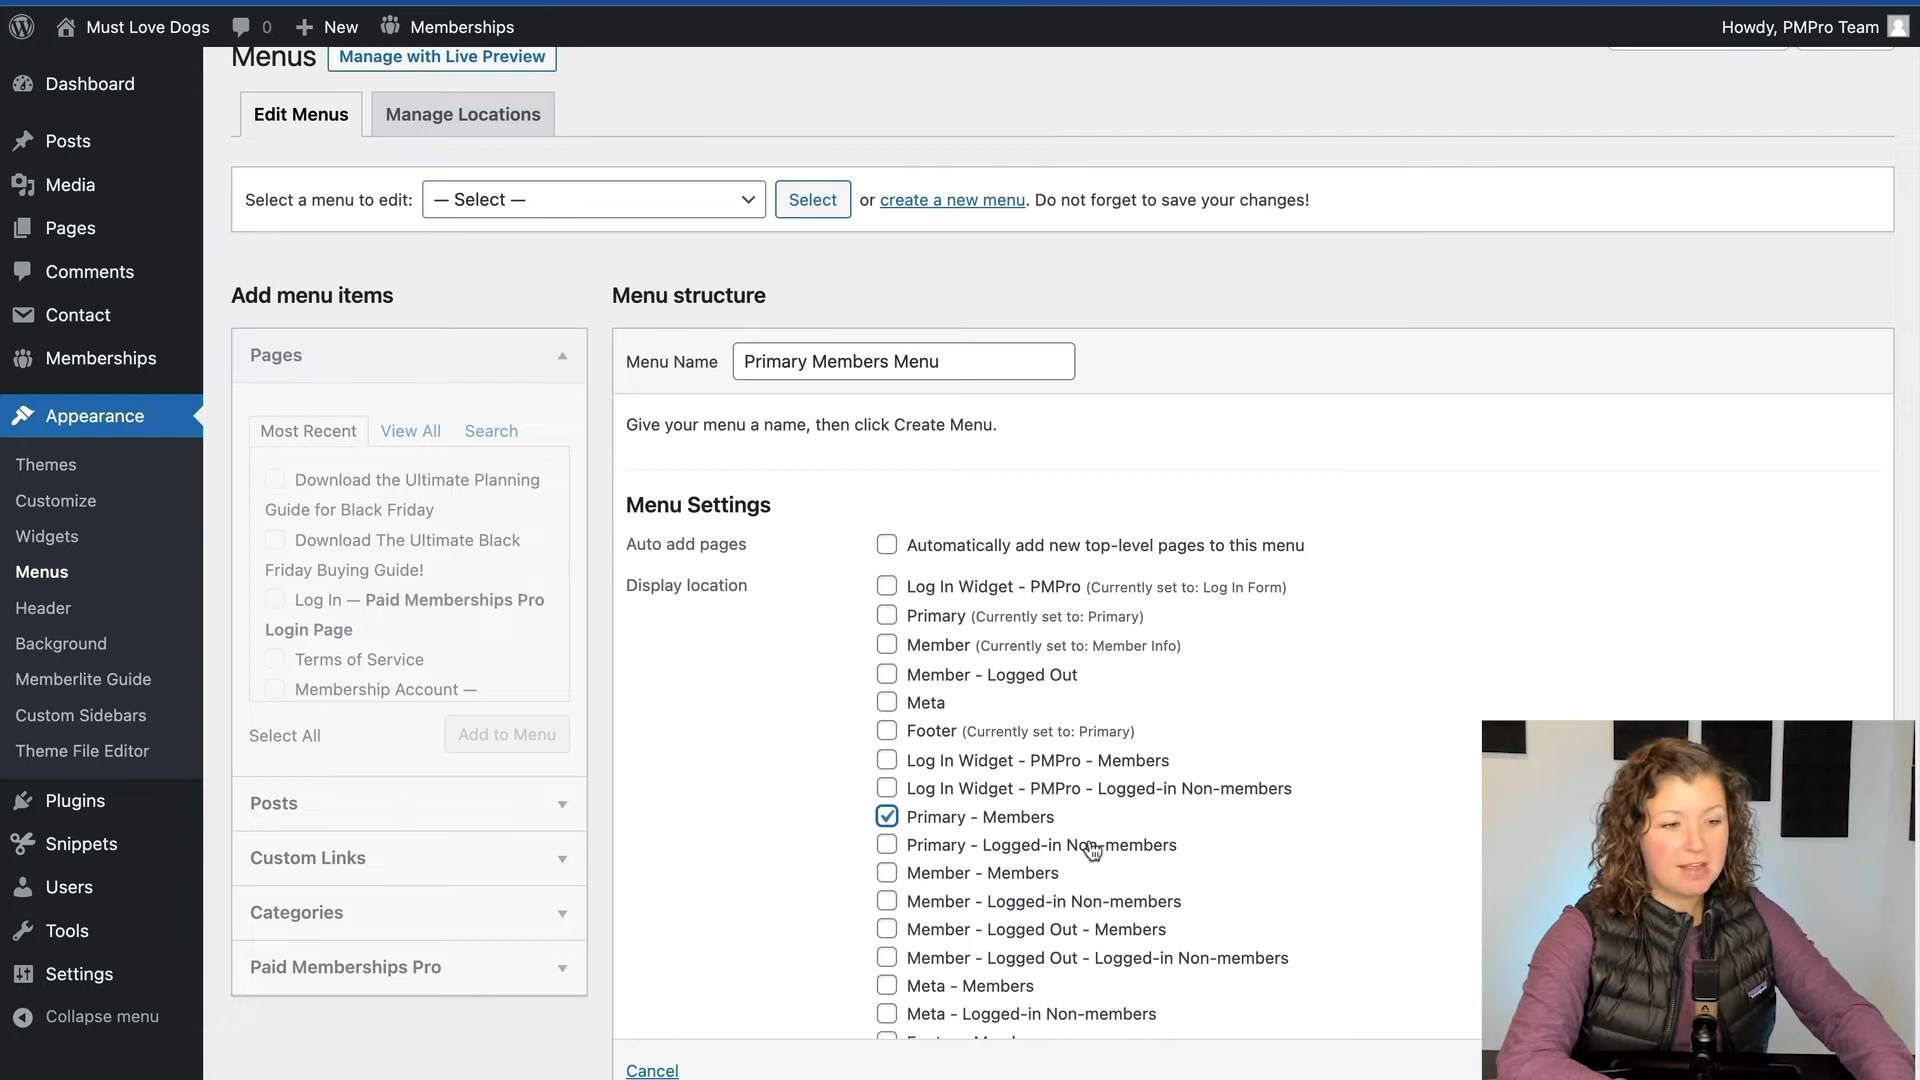 Must Love Dogs 0 New Memberships Howdy, PMPro Team
Menus Manage with Live Preview
Dashboard
Posts
Media
Pages
Comments
Contact
Memberships
Appearance
Themes
Customize
Widgets
Menus
Header
Background
Memberlite Guide
Custom Sidebars
Theme File Editor
Plugins
Snippets
Users
Tools
Settings
Collapse menu
Edit Menus Manage Locations
Select a menu to edit: — Select — Select or create a new menu. Do not forget to save your changes!
Add menu items
Pages
Most Recent View All Search
Download the Ultimate Planning
Guide for Black Friday
Download The Ultimate Black
Friday Buying Guide!
Log In — Paid Memberships Pro
Login Page
Terms of Service
Membership Account —
Select All Add to Menu
Posts
Custom Links
Categories
Paid Memberships Pro
Menu structure
Menu Name Primary Members Menu
Give your menu a name, then click Create Menu.
Menu Settings
Auto add pages Automatically add new top-level pages to this menu
Display location Log In Widget - PMPro (Currently set to: Log In Form)
Primary (Currently set to: Primary)
Member (Currently set to: Member Info)
Member - Logged Out
Meta
Footer (Currently set to: Primary)
Log In Widget - PMPro - Members
Log In Widget - PMPro - Logged-in Non-members
Primary - Members
Primary - Logged-in Non-members
Member - Members
Member - Logged-in Non-members
Member - Logged Out - Members
Member - Logged Out - Logged-in Non-members
Meta - Members
Meta - Logged-in Non-members
Cancel